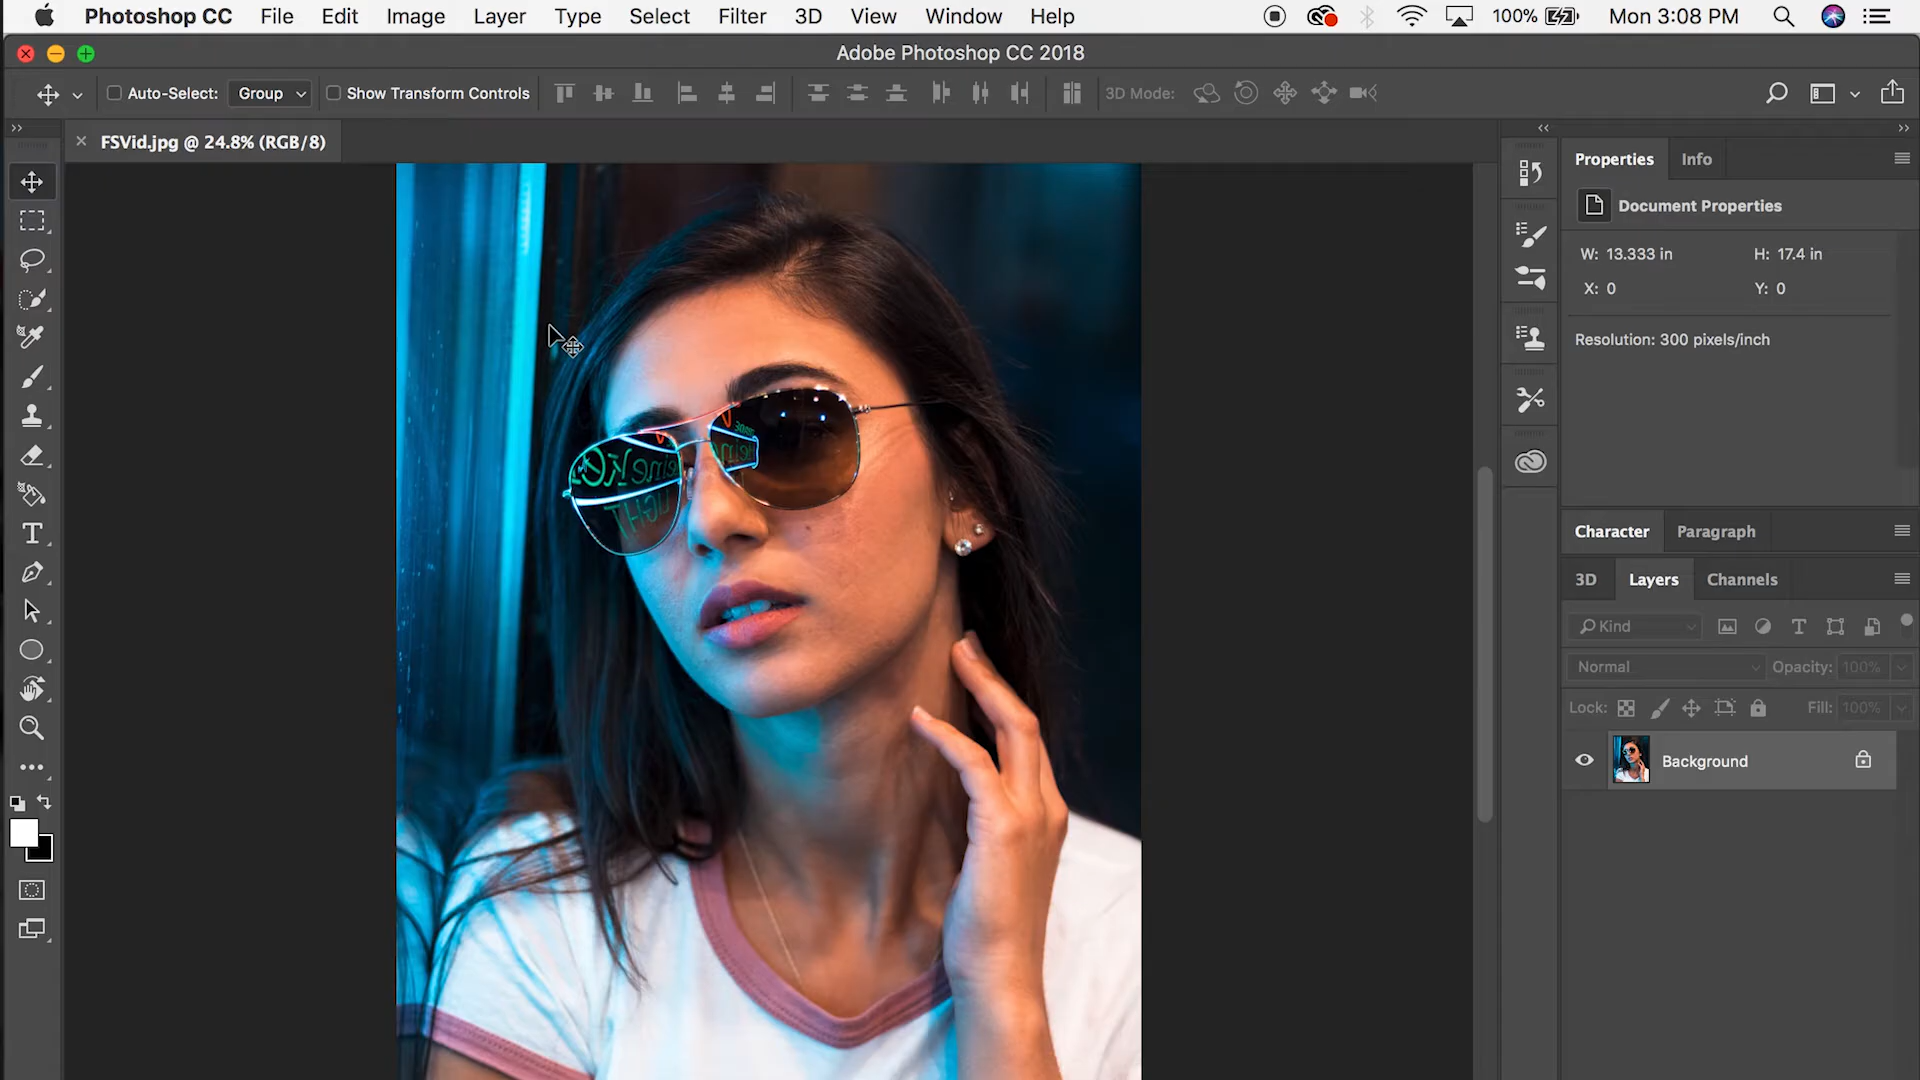 Photoshop CC File Edit Image Layer Type Select Filter 3D View Window Help 100% Mon 3:08 PM
Adobe Photoshop CC 2018
Auto-Select: Group Show Transform Controls 3D Mode:
FSVid.jpg @ 24.8% (RGB/8)
Properties Info
Document Properties
W: 13.333 in H: 17.4 in
X: 0 Y: 0
Resolution: 300 pixels/inch
Character Paragraph
3D Layers Channels
Kind
Normal Opacity: 100%
Lock: Fill: 100%
Background
LIGHT